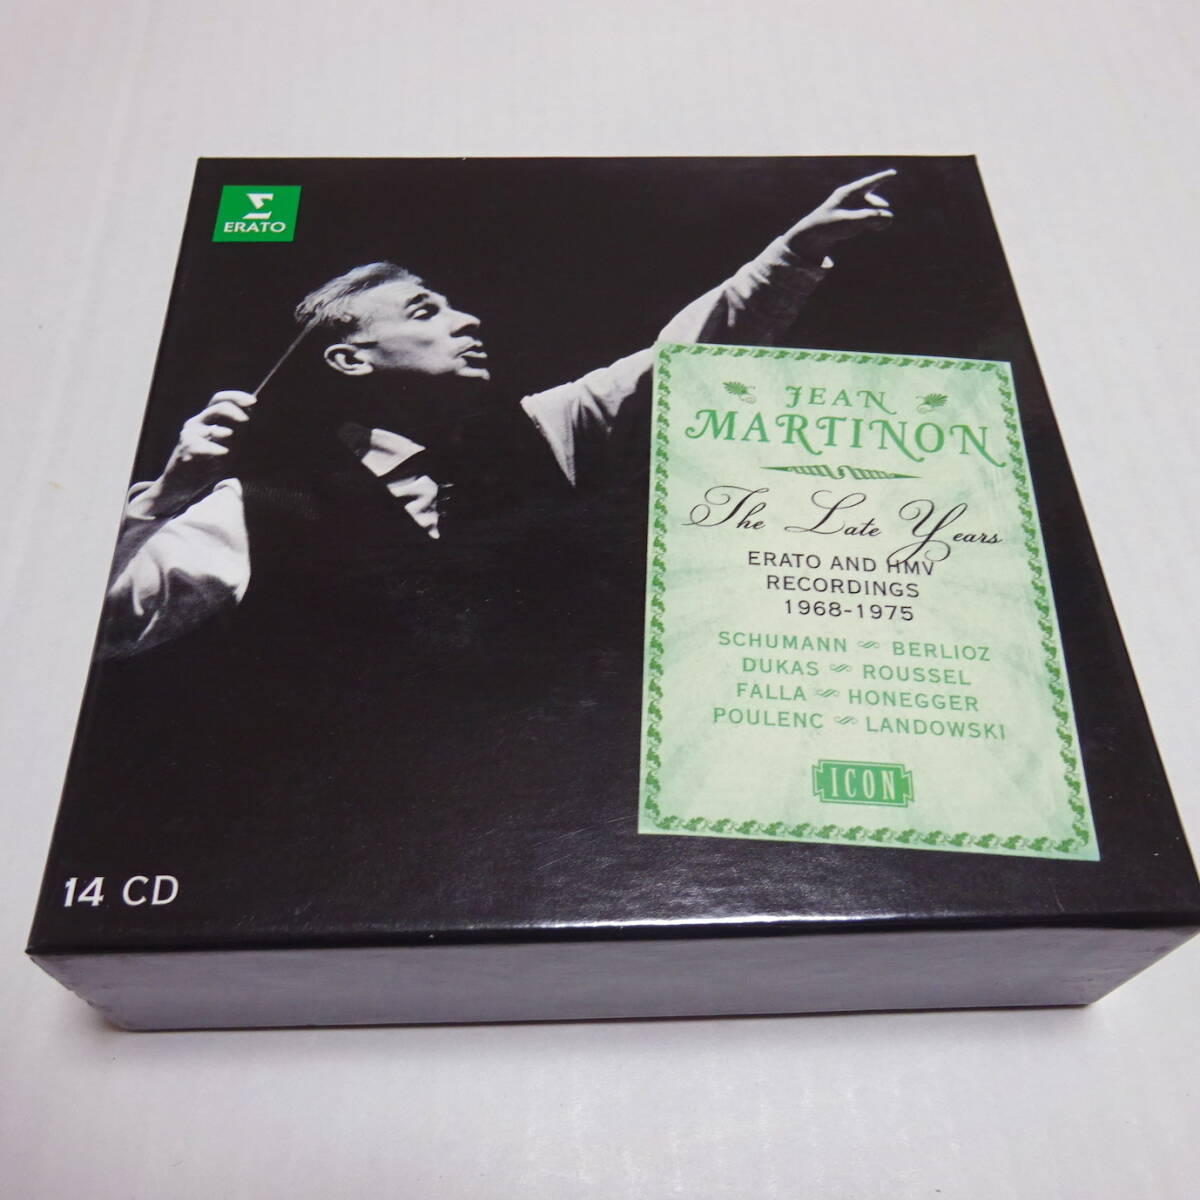 ERATO
JEAN
MARTINON
The Late Years
ERATO AND HMV
RECORDINGS
1968-1975
SCHUMANN BERLIOZ
DUKAS ROUSSEL
FALLA HONEGGER
POULENC LANDOWSKI
ICON
14 CD